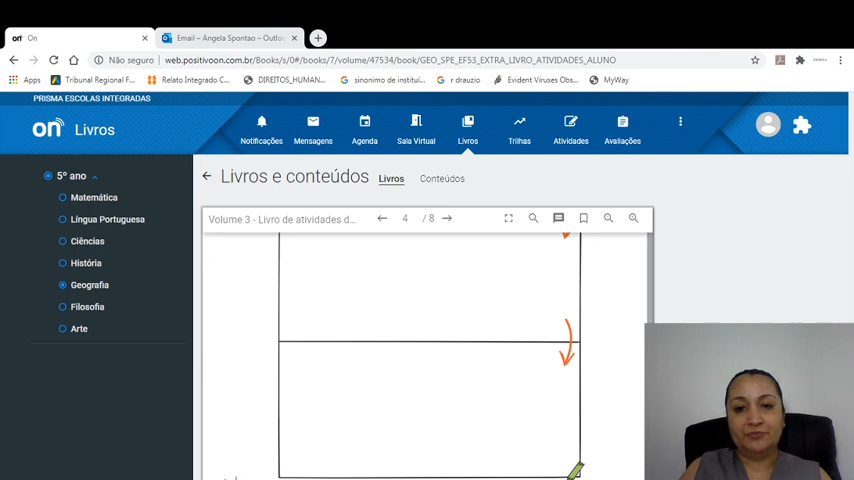 on On
Email – Angela Spontao – Outlo
Não seguro
web.positivoon.com.br/Books/s/0#/books/7/volume/47534/book/GEO_SPE_EF53_EXTRA_LIVRO_ATIVIDADES_ALUNO
Apps
Tribunal Regional F...
Relato Integrado C...
DIREITOS_HUMAN...
sinonimo de instituí...
r drauzio
Evident Viruses Obs...
MyWay
PRISMA ESCOLAS INTEGRADAS
on Livros
Notificações
Mensagens
Agenda
Sala Virtual
Livros
Trilhas
Atividades
Avaliações
5º ano
Matemática
Língua Portuguesa
Ciências
História
Geografia
Filosofia
Arte
Livros e conteúdos
Livros
Conteúdos
Volume 3 - Livro de atividades d...
4 / 8